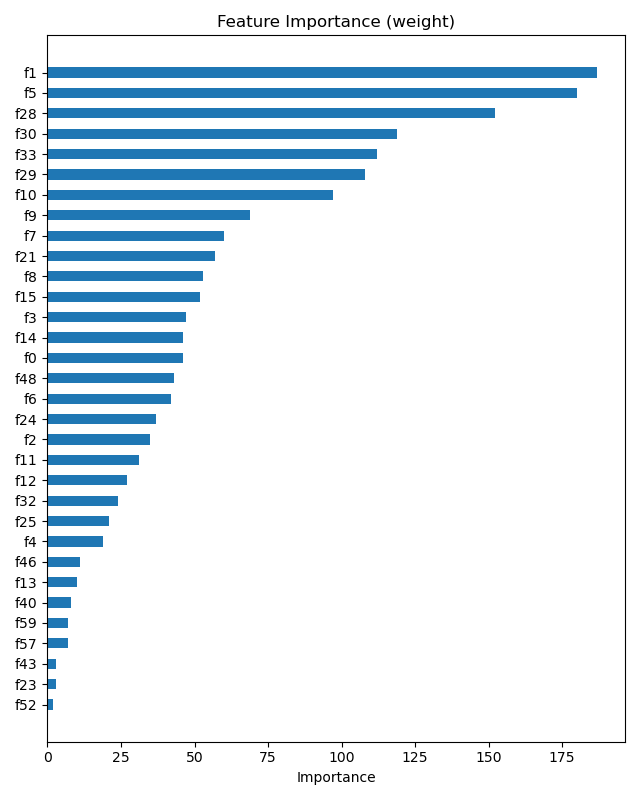 Feature Importance (weight)
f1
f5
f28
f30
f33
f29
f10
f9
f7
f21
f8
f15
f3
f14
f0
f48
f6
f24
f2
f11
f12
f32
f25
f4
f46
f13
f40
f59
f57
f43
f23
f52
0 25 50 75 100 125 150 175
Importance